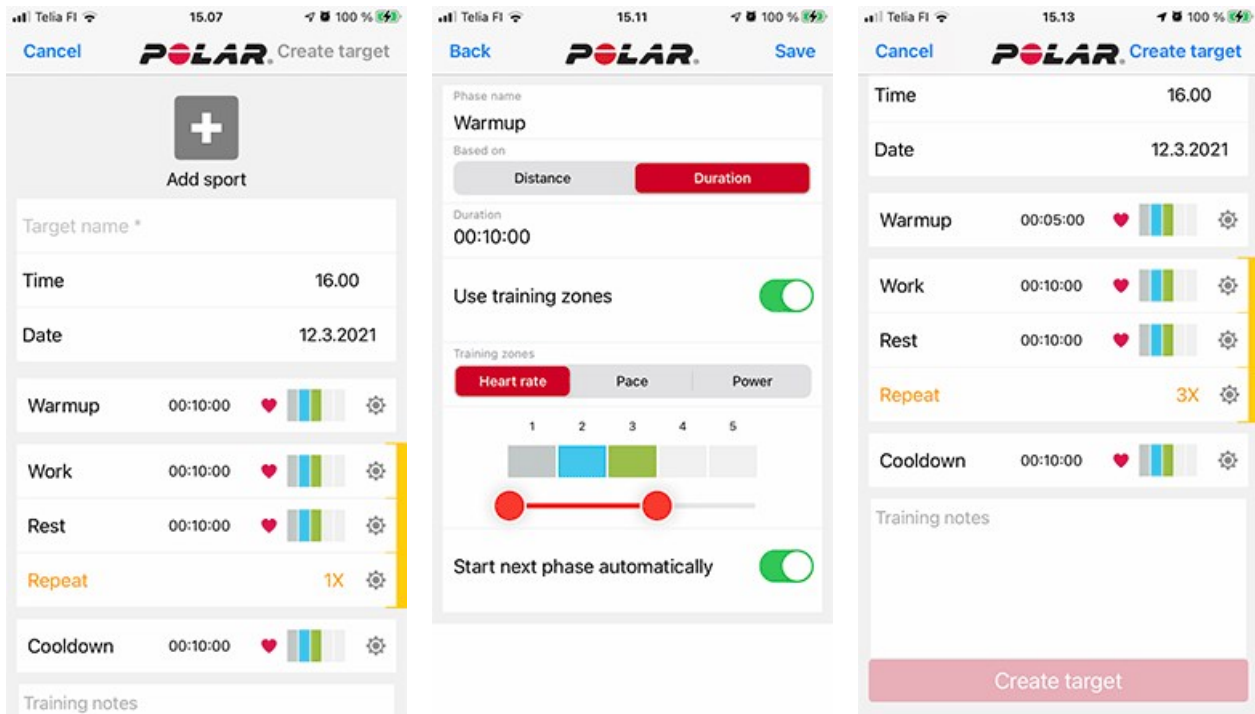 Telia FI 15.07 100 %
Cancel POLAR. Create target
Add sport
Target name *
Time 16.00
Date 12.3.2021
Warmup 00:10:00
Work 00:10:00
Rest 00:10:00
Repeat 1X
Cooldown 00:10:00
Training notes
Telia FI 15.11 100 %
Back POLAR. Save
Phase name
Warmup
Based on
Distance Duration
Duration
00:10:00
Use training zones
Training zones
Heart rate Pace Power
1 2 3 4 5
Start next phase automatically
Telia FI 15.13 100 %
Cancel POLAR. Create target
Time 16.00
Date 12.3.2021
Warmup 00:05:00
Work 00:10:00
Rest 00:10:00
Repeat 3X
Cooldown 00:10:00
Training notes
Create target